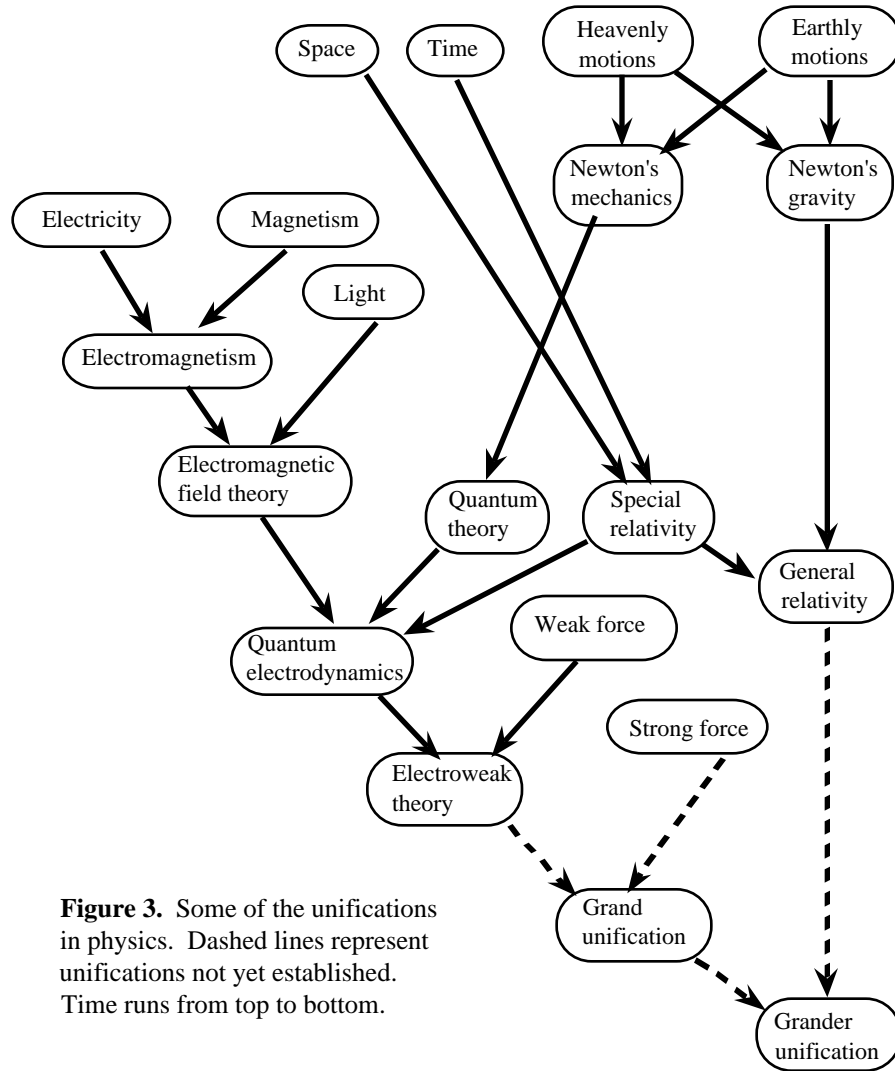 Space
Time
Heavenly
motions
Earthly
motions
Newton's
mechanics
Newton's
gravity
Electricity
Magnetism
Light
Electromagnetism
Electromagnetic
field theory
Quantum
theory
Special
relativity
General
relativity
Quantum
electrodynamics
Weak force
Strong force
Electroweak
theory
Grand
unification
Grander
unification
Figure 3. Some of the unifications
in physics. Dashed lines represent
unifications not yet established.
Time runs from top to bottom.